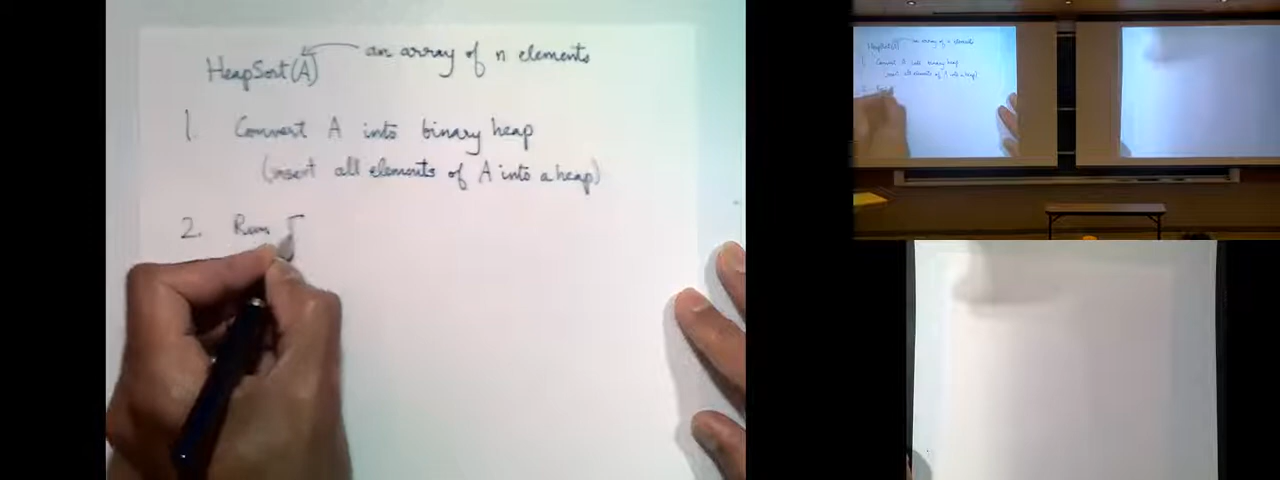 HeapSort(A) an array of n elements
1. Convert A into binary heap
(insert all elements of A into a heap)
2. Run